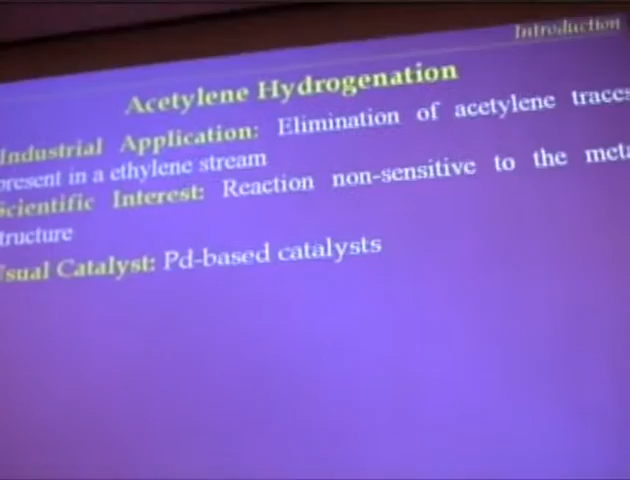 Introduction
Acetylene Hydrogenation
Industrial Application: Elimination of acetylene traces
present in a ethylene stream
Scientific Interest: Reaction non-sensitive to the meta
tructure
Usual Catalyst: Pd-based catalysts